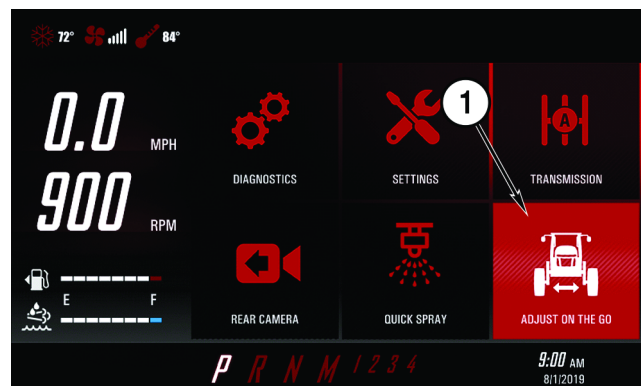 72° 84°
0.0 MPH
900 RPM
E F
DIAGNOSTICS
SETTINGS
1
A
TRANSMISSION
REAR CAMERA
QUICK SPRAY
ADJUST ON THE GO
P R N M 1 2 3 4
9:00 AM
8/1/2019